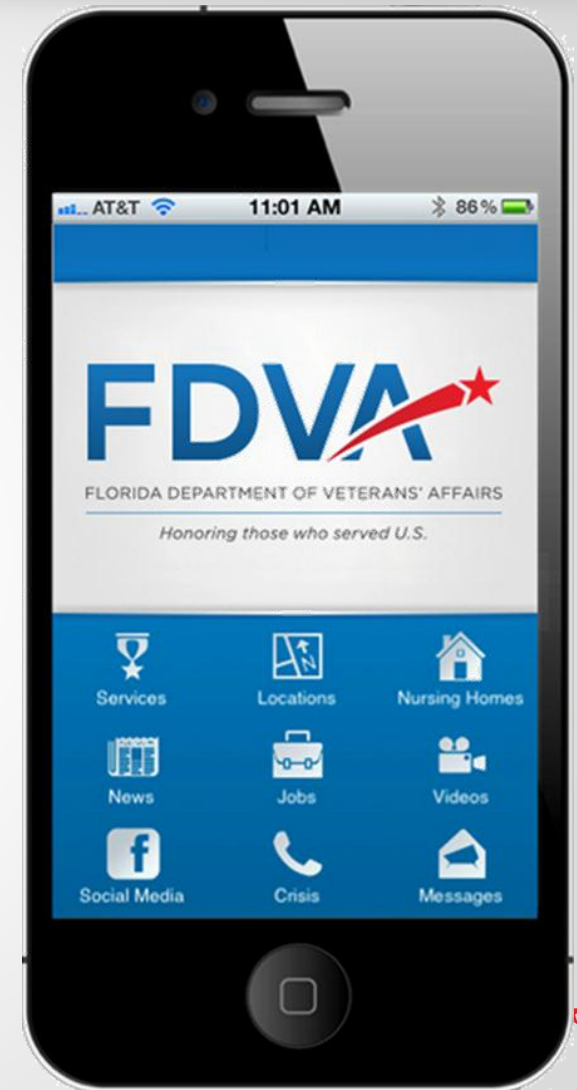 AT&T 11:01 AM 86%
FDVA
FLORIDA DEPARTMENT OF VETERANS' AFFAIRS
Honoring those who served U.S.
Services Locations Nursing Homes
News Jobs Videos
f
Social Media Crisis Messages